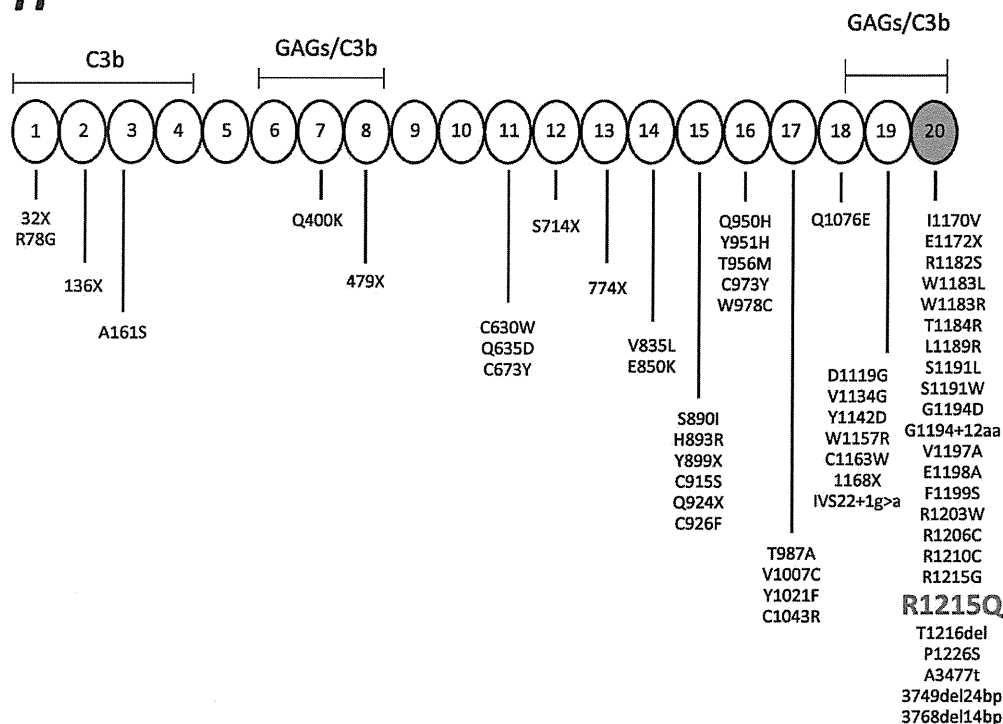 H
C3b
GAGs/C3b
GAGs/C3b
1 2 3 4 5 6 7 8 9 10 11 12 13 14 15 16 17 18 19 20
32X
R78G
136X
A161S
Q400K
479X
C630W
Q635D
C673Y
S714X
774X
V835L
E850K
S890I
H893R
Y899X
C915S
Q924X
C926F
Q950H
Y951H
T956M
C973Y
W978C
T987A
V1007C
Y1021F
C1043R
Q1076E
D1119G
V1134G
Y1142D
W1157R
C1163W
1168X
IVS22+1g>a
I1170V
E1172X
R1182S
W1183L
W1183R
T1184R
L1189R
S1191L
S1191W
G1194D
G1194+12aa
V1197A
E1198A
F1199S
R1203W
R1206C
R1210C
R1215G
R1215Q
T1216del
P1226S
A3477t
3749del24bp
3768del14bp